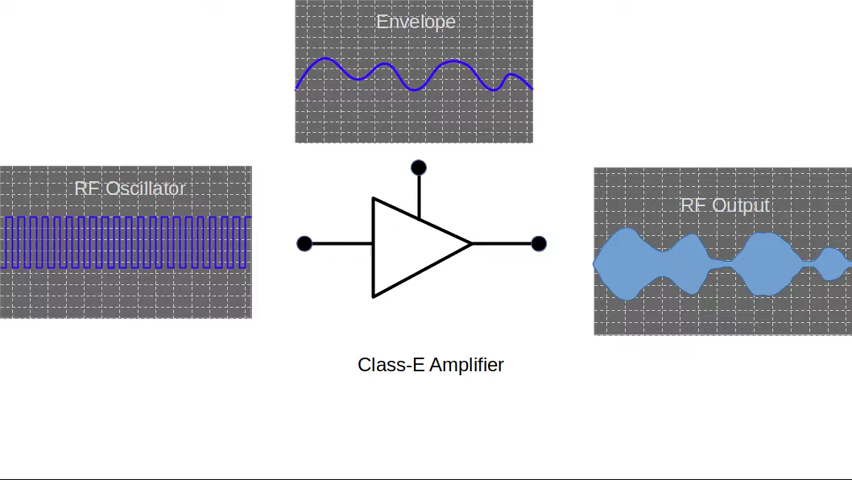 Envelope
RF Oscillator
RF Output
Class-E Amplifier